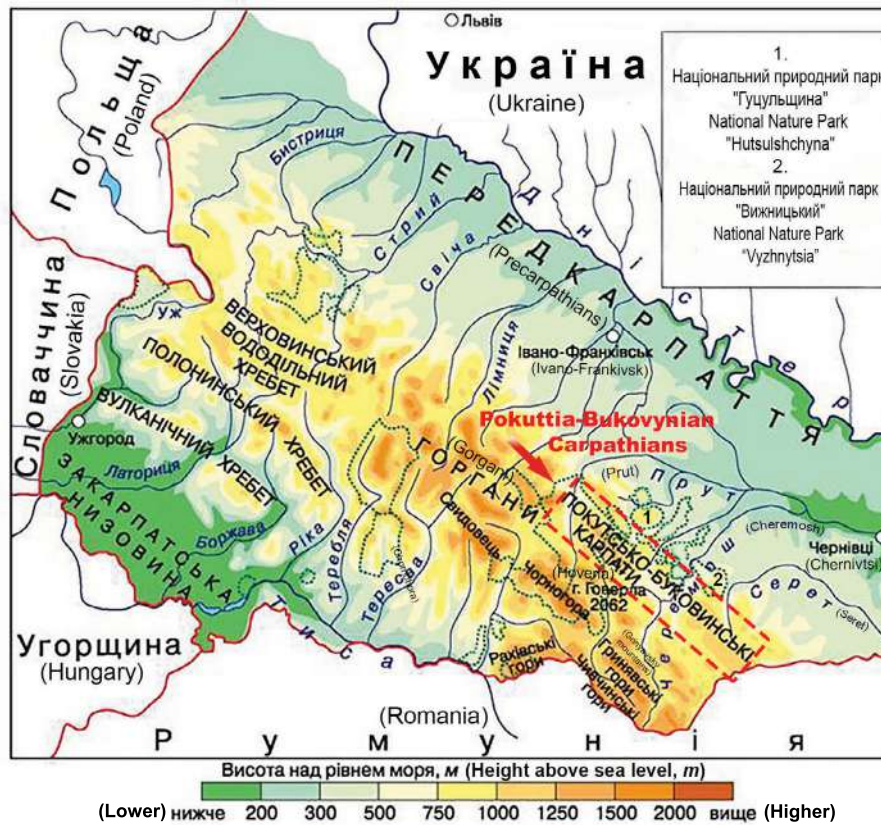 Львів
Україна
(Ukraine)
Польща
(Poland)
1.
Національний природний парк
"Гуцульщина"
National Nature Park
"Hutsulshchyna"
2.
Національний природний парк
"Вижницький"
National Nature Park
"Vyzhnytsia"
Бистриця
ПЕРЕДКАРПАТТЯ
(Precarpathians)
Дністер
Стрий
Свіча
Лімниця
Словаччина
(Slovakia)
Уж
ВЕРХОВИНСЬКИЙ
ВОДОДІЛЬНИЙ
ХРЕБЕТ
ПОЛОНИНСЬКИЙ ХРЕБЕТ
ВУЛКАНІЧНИЙ ХРЕБЕТ
Івано-Франківськ
(Ivano-Frankivsk)
Pokuttia-Bukovynian
Carpathians
Ужгород
Латориця
ЗАКАРПАТСЬКА
НИЗОВИНА
Боржава
Ріка
Теребля
Тересва
ГОРГАНИ
(Gorgany)
Свидовець
(Prut)
Прут
1
ПОКУТСЬКО-БУКОВИНСЬКІ
КАРПАТИ
(Cheremosh)
Черемош
2
Чернівці
(Chernivtsi)
Серет
(Seret)
(Hoverla)
г. Говерла
2062
Чорногора
Рахівські
гори
Гринявські
гори
Чивчинські
гори
Тиса
Угорщина
(Hungary)
(Romania)
Румунія
Висота над рівнем моря, м (Height above sea level, m)
(Lower) нижче 200 300 500 750 1000 1250 1500 2000 вище (Higher)